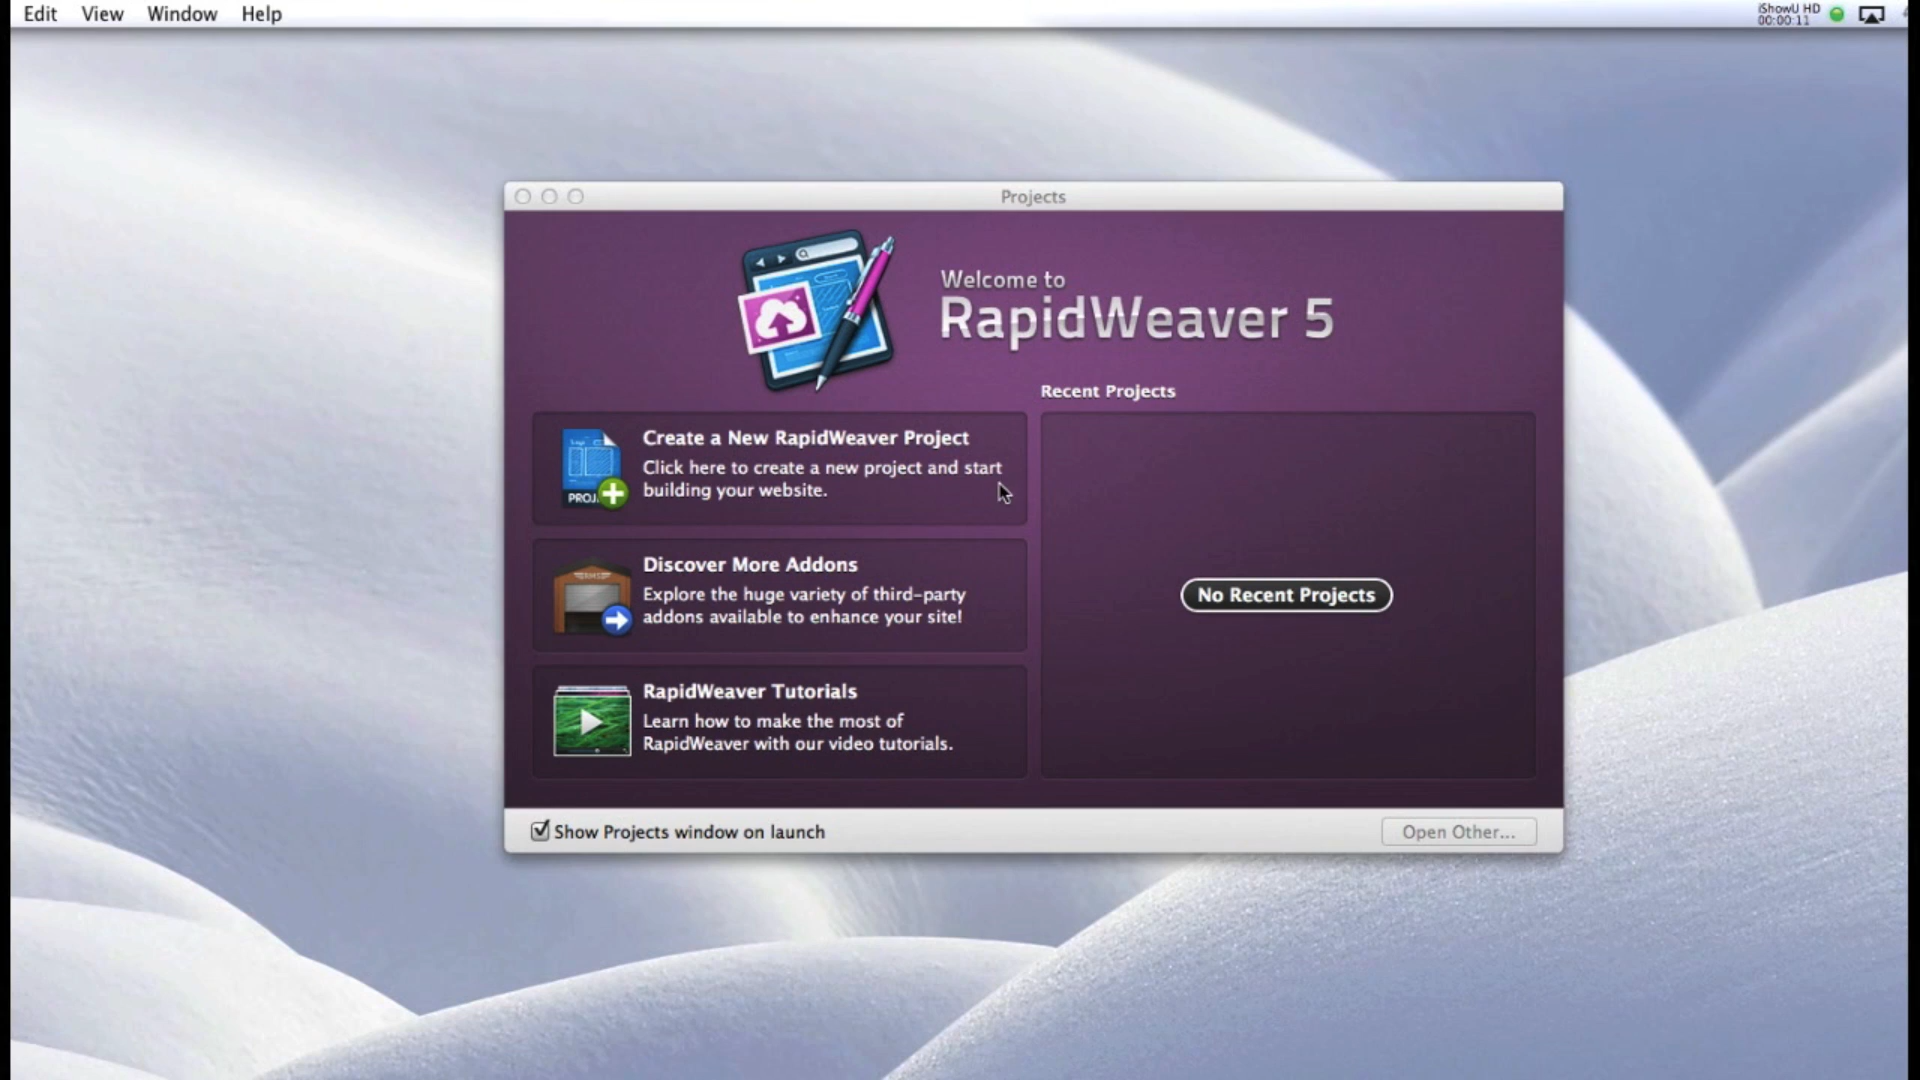 Edit View Window Help
iShowU HD
00:00:11
Projects
Welcome to
RapidWeaver 5
Recent Projects
Create a New RapidWeaver Project
Click here to create a new project and start
building your website.
PROJ
Discover More Addons
Explore the huge variety of third-party
addons available to enhance your site!
No Recent Projects
RapidWeaver Tutorials
Learn how to make the most of
RapidWeaver with our video tutorials.
Show Projects window on launch
Open Other...